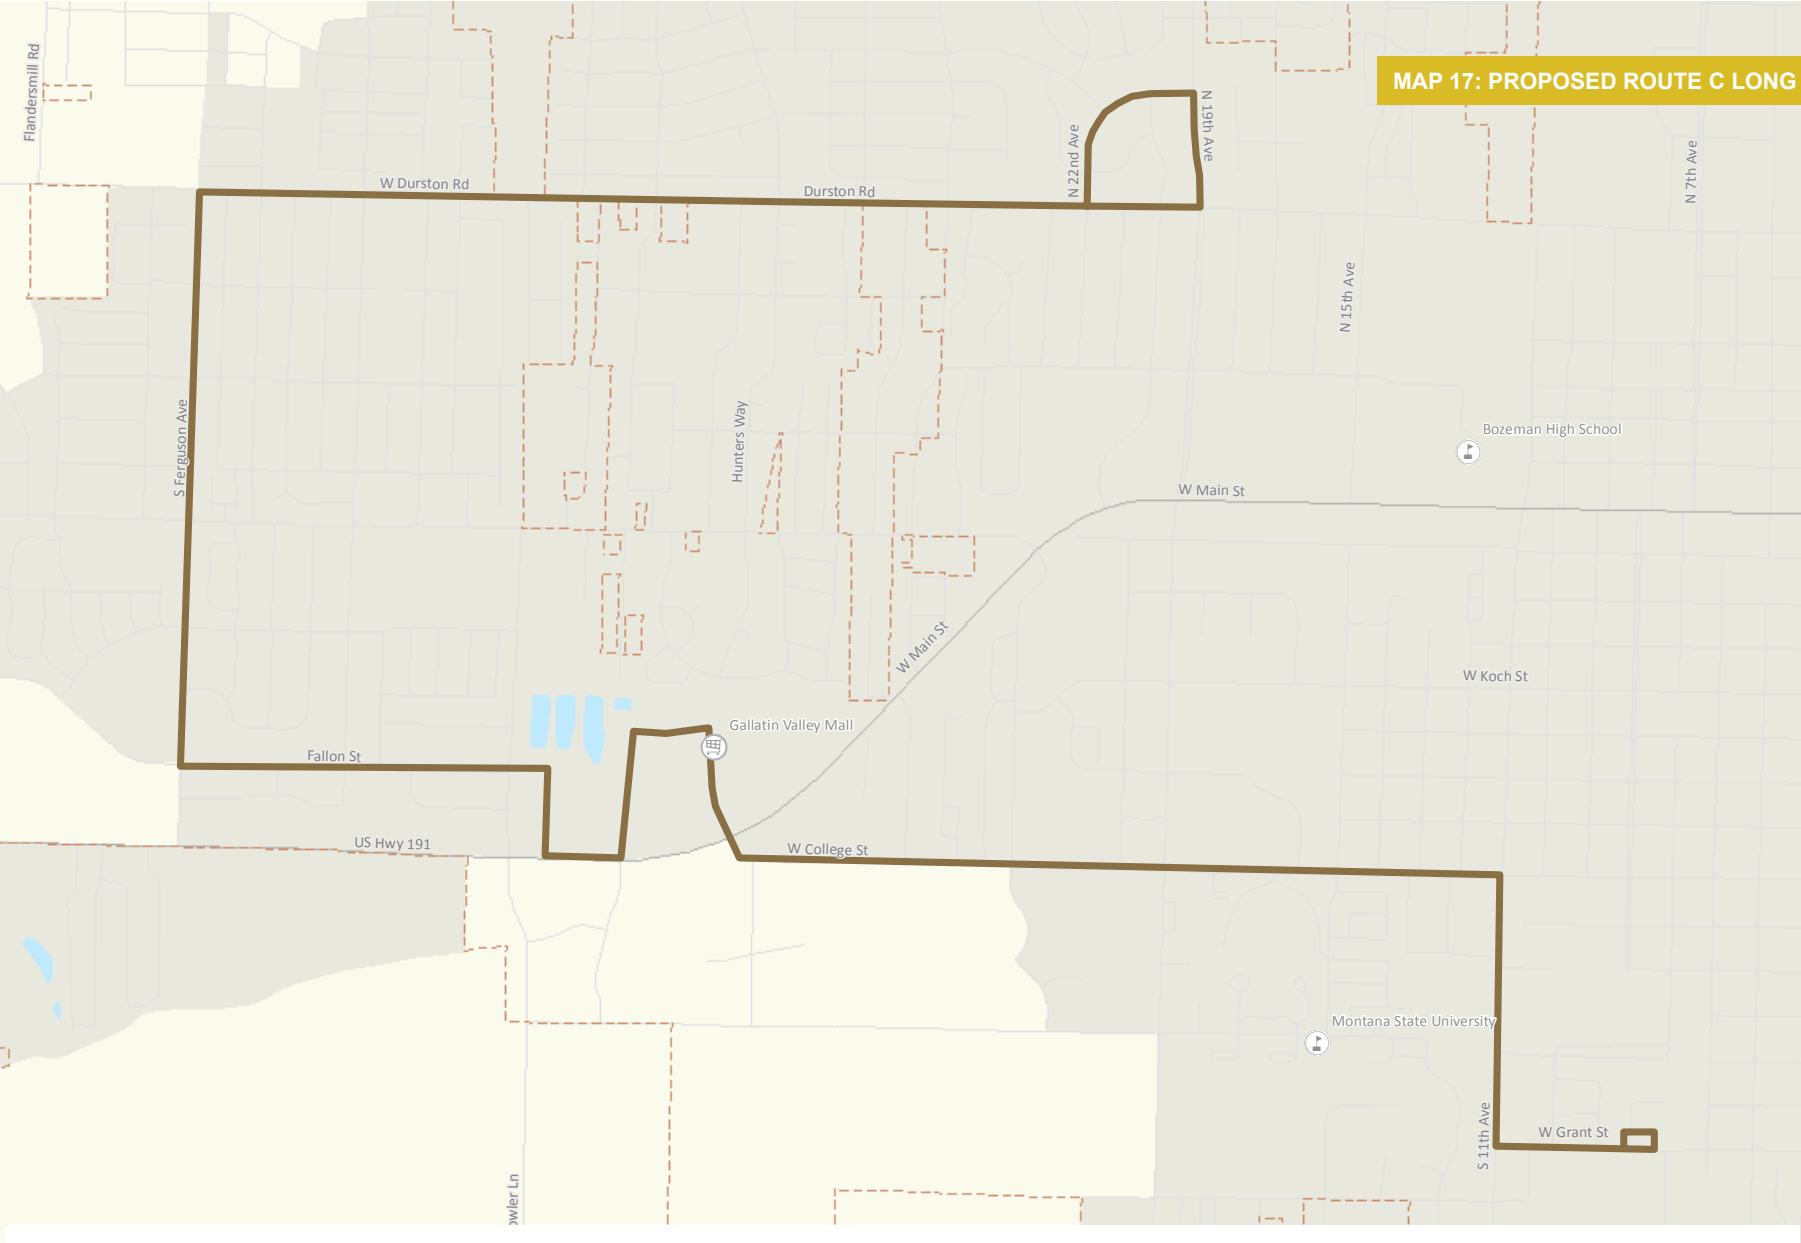 MAP 17: PROPOSED ROUTE C LONG
Flandersmill Rd
N 19th Ave
N 22nd Ave
N 7th Ave
W Durston Rd
Durston Rd
N 15th Ave
S Ferguson Ave
Hunters Way
Bozeman High School
W Main St
W Main St
W Koch St
Gallatin Valley Mall
Fallon St
US Hwy 191
W College St
Montana State University
S 11th Ave
W Grant St
owler Ln